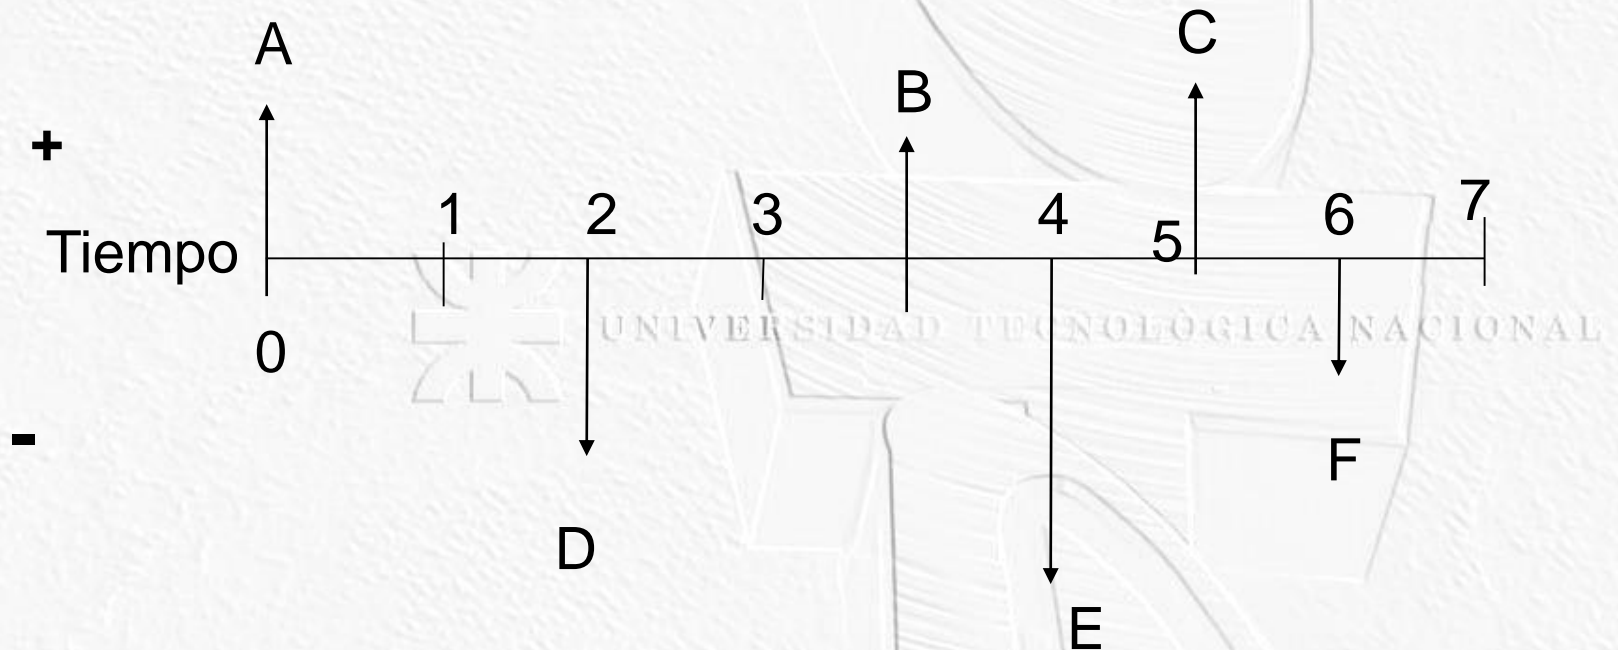 A
C
B
+
1 2 3 4 5 6 7
Tiempo
UNIVERSIDAD TECNOLÓGICA NACIONAL
0
-
F
D
E